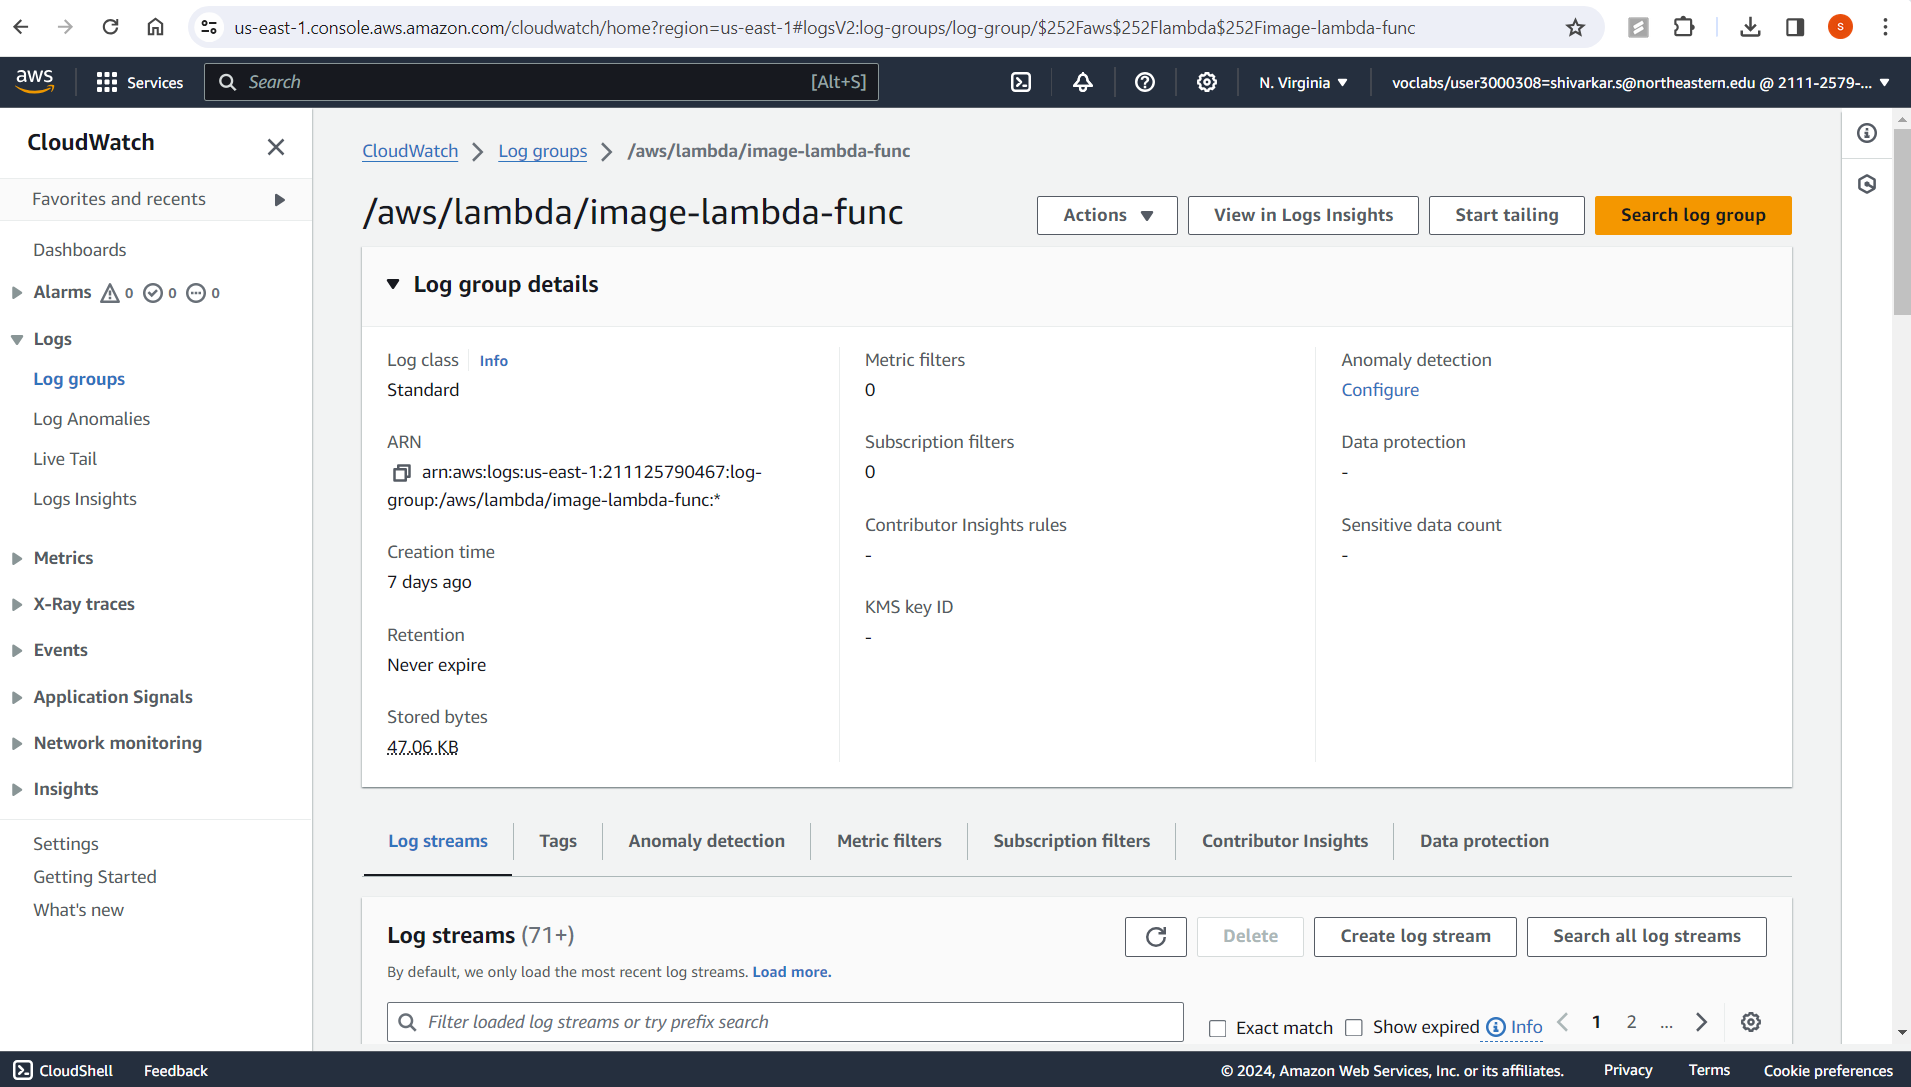 us-east-1.console.aws.amazon.com/cloudwatch/home?region=us-east-1#logsV2:log-groups/log-group/$252Faws$252Flambda$252Fimage-lambda-func
S
aws
Services
Search
[Alt+S]
N. Virginia
voclabs/user3000308=shivarkar.s@northeastern.edu @ 2111-2579-...
CloudWatch
Favorites and recents
Dashboards
Alarms 0 0 0
Logs
Log groups
Log Anomalies
Live Tail
Logs Insights
Metrics
X-Ray traces
Events
Application Signals
Network monitoring
Insights
Settings
Getting Started
What's new
CloudWatch
Log groups
/aws/lambda/image-lambda-func
/aws/lambda/image-lambda-func
Actions
View in Logs Insights
Start tailing
Search log group
Log group details
Log class
Info
Standard
ARN
arn:aws:logs:us-east-1:211125790467:log-
group:/aws/lambda/image-lambda-func:*
Creation time
7 days ago
Retention
Never expire
Stored bytes
47.06 KB
Metric filters
0
Subscription filters
0
Contributor Insights rules
-
KMS key ID
-
Anomaly detection
Configure
Data protection
-
Sensitive data count
-
Log streams
Tags
Anomaly detection
Metric filters
Subscription filters
Contributor Insights
Data protection
Log streams (71+)
Delete
Create log stream
Search all log streams
By default, we only load the most recent log streams. Load more.
Filter loaded log streams or try prefix search
Exact match
Show expired
Info
1
2
...
CloudShell
Feedback
© 2024, Amazon Web Services, Inc. or its affiliates.
Privacy
Terms
Cookie preferences